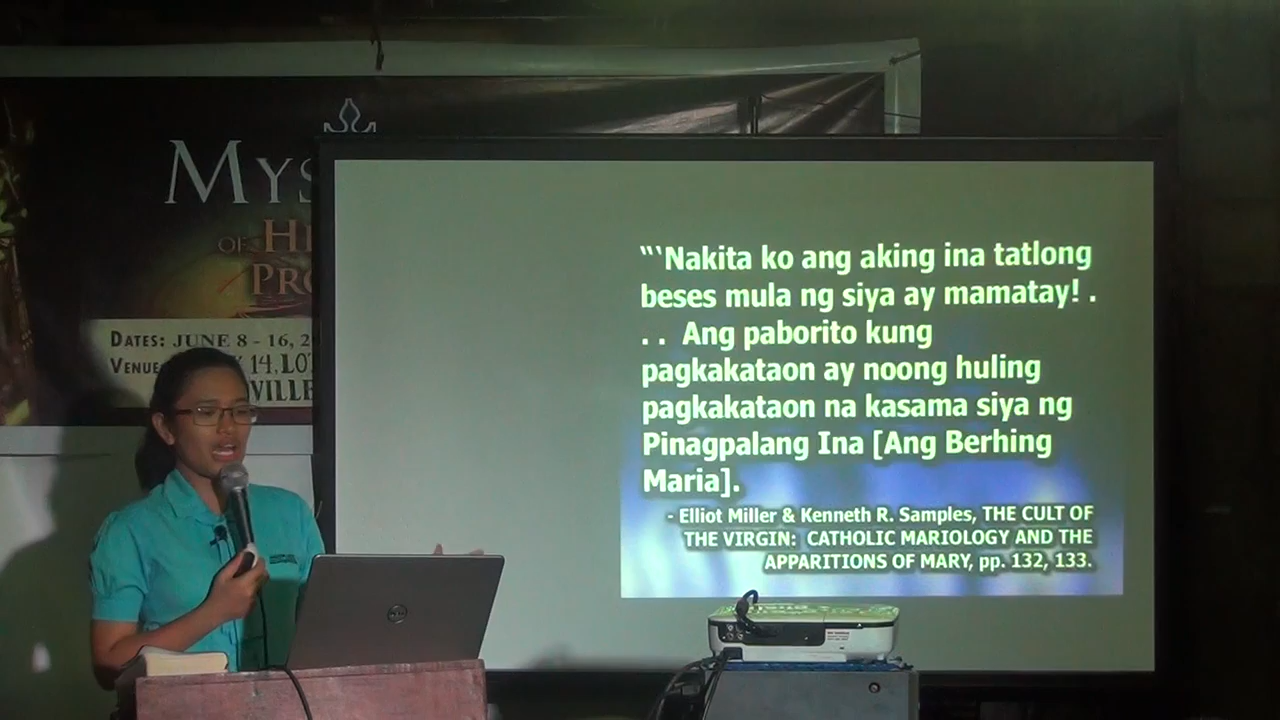 MYS
OF HI
PRO
DATES: JUNE 8 - 16, 2
VENUE 14, LOT
VILLE
“‘Nakita ko ang aking ina tatlong
beses mula ng siya ay mamatay! .
. . Ang paborito kung
pagkakataon ay noong huling
pagkakataon na kasama siya ng
Pinagpalang Ina [Ang Berhing
Maria].
- Elliot Miller & Kenneth R. Samples, THE CULT OF
THE VIRGIN: CATHOLIC MARIOLOGY AND THE
APPARITIONS OF MARY, pp. 132, 133.
DELL